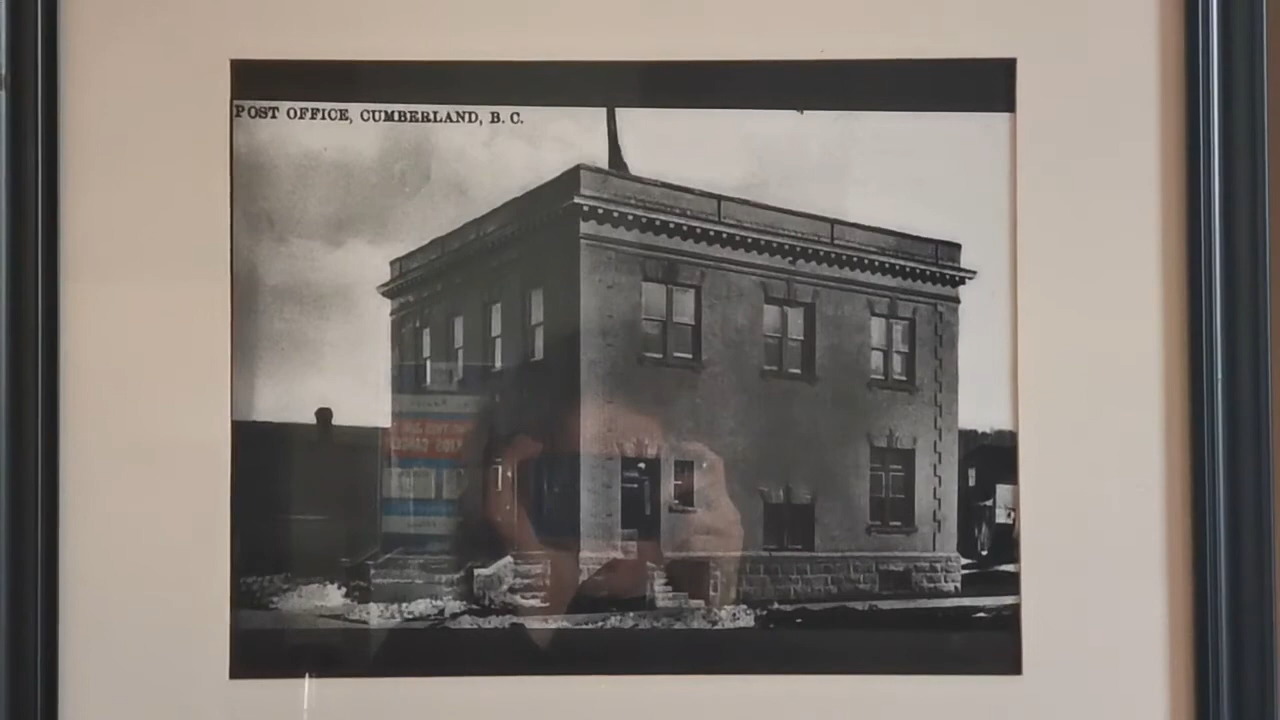 POST OFFICE, CUMBERLAND, B. C.